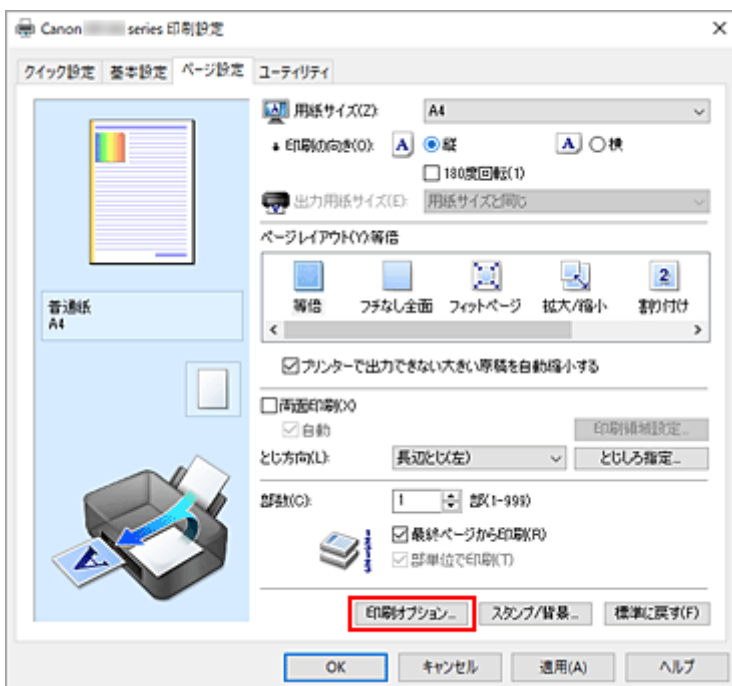 Canon series 印刷設定
クイック設定 基本設定 ページ設定 ユーティリティ
用紙サイズ(Z): A4
印刷の向き(O): A 縦 A 横
180度回転(1)
出力用紙サイズ(E): 用紙サイズと同じ
ページレイアウト(Y):等倍
等倍 フチなし全面 フィットページ 拡大/縮小 2 割り付け
普通紙
A4
プリンターで出力できない大きい原稿を自動縮小する
両面印刷(X)
自動 印刷領域設定...
とじ方向(L): 長辺とじ(左) とじしろ指定...
部数(C): 1 部(1-999)
最終ページから印刷(R)
部単位で印刷(T)
印刷オプション... スタンプ/背景... 標準に戻す(F)
OK キャンセル 適用(A) ヘルプ